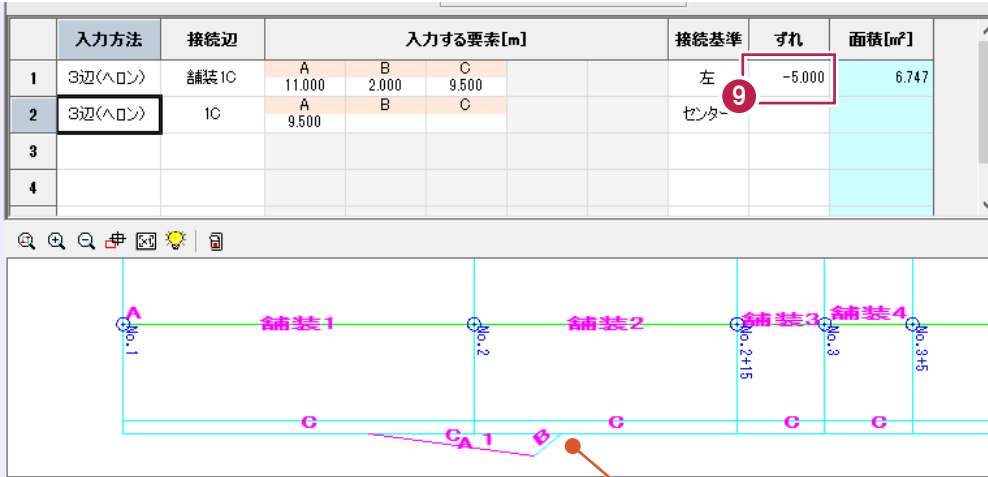 入力方法 接続辺 入力する要素[m] 接続基準 ずれ 面積[㎡]
1 3辺(ヘロン) 舗装1C A B C 左 -5.000 6.747
11.000 2.000 9.500
9
2 3辺(ヘロン) 1C A B C センター
9.500
3
4
A 舗装1 舗装2 舗装3 舗装4
No.1 No.2 No.2+15 No.3 No.3+5
C C C C
C A 1 B